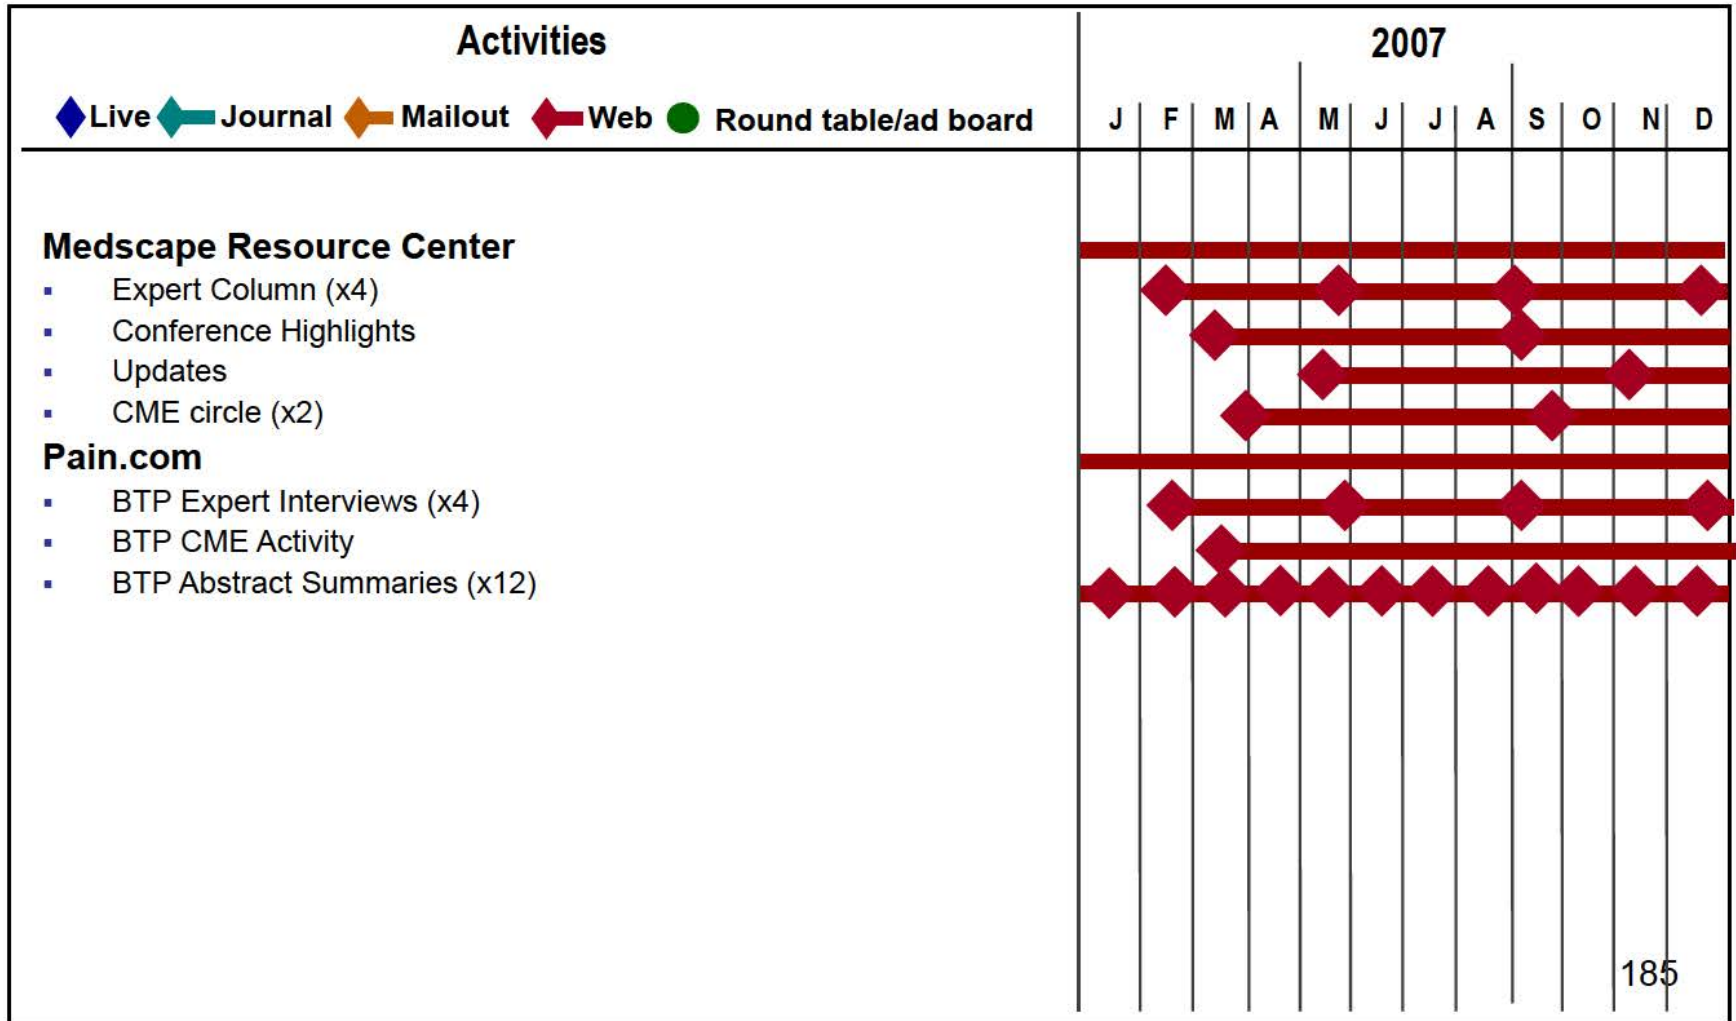 Activities
2007
Live Journal Mailout Web Round table/ad board
J F M A M J J A S O N D
Medscape Resource Center
▪ Expert Column (x4)
▪ Conference Highlights
▪ Updates
▪ CME circle (x2)
Pain.com
▪ BTP Expert Interviews (x4)
▪ BTP CME Activity
▪ BTP Abstract Summaries (x12)
185